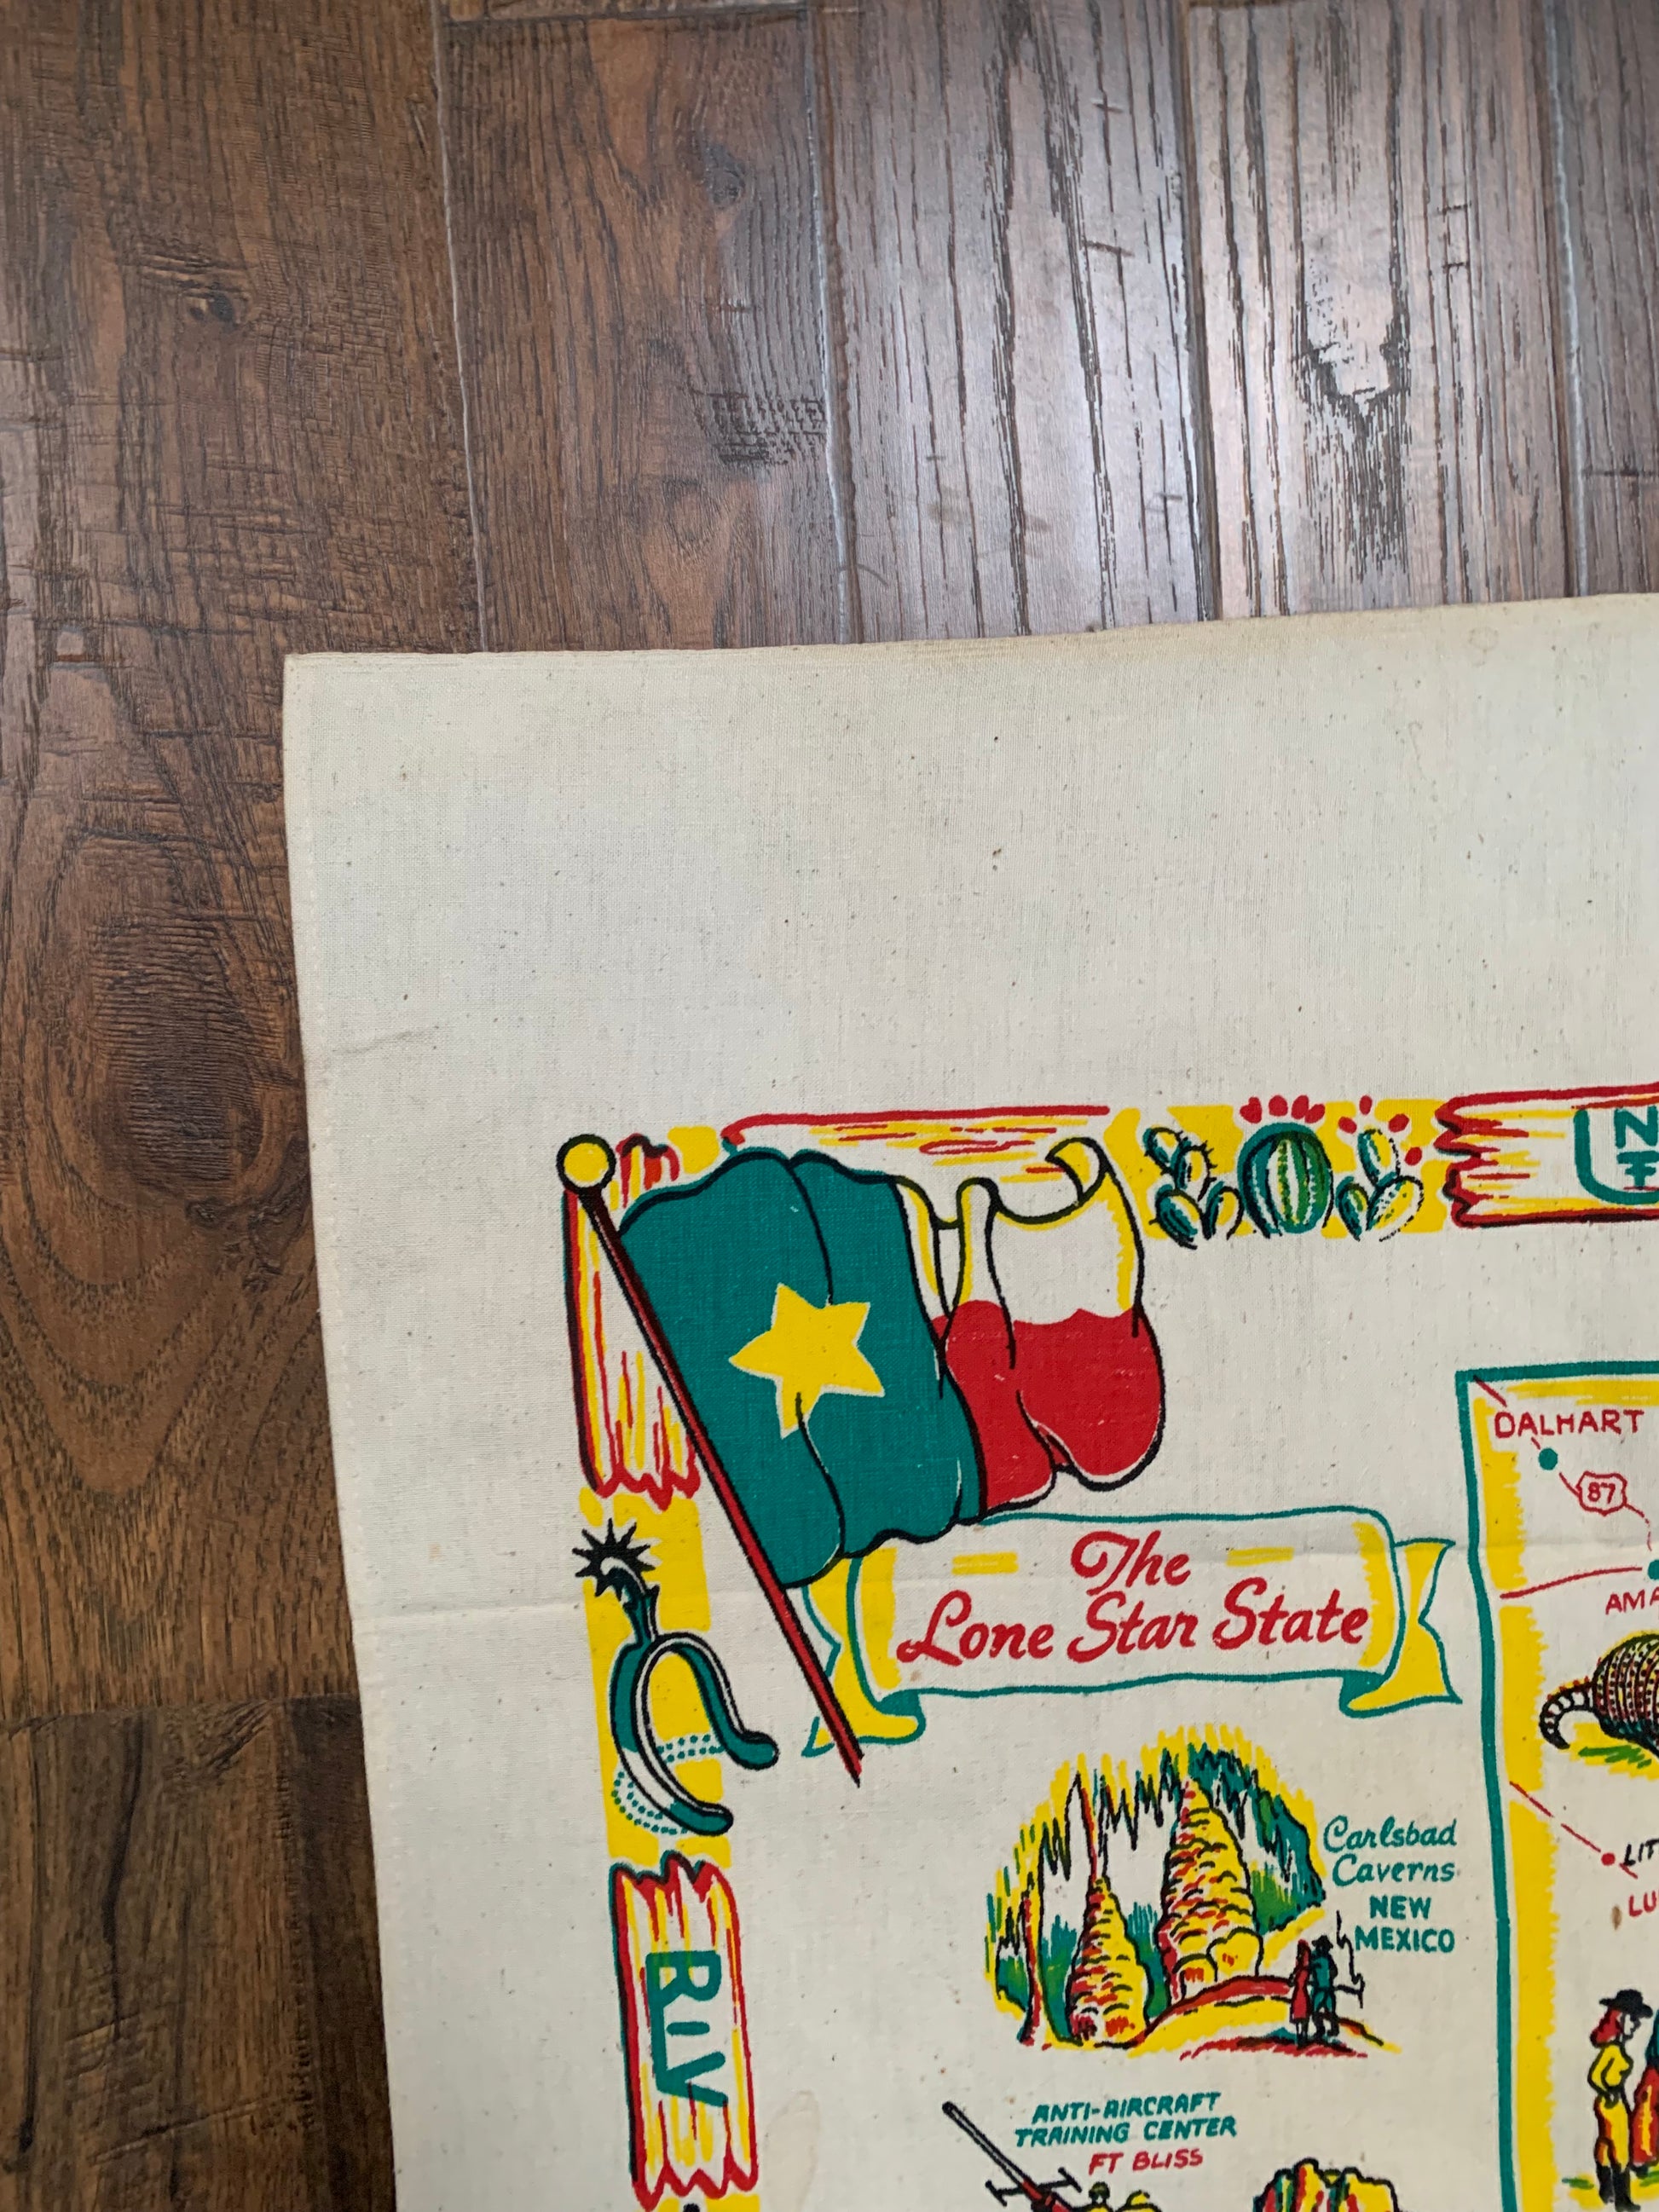 The
Lone Star State
DALHART
87
Carlsbad
Caverns
NEW
MEXICO
ANTI-AIRCRAFT
TRAINING CENTER
FT BLISS